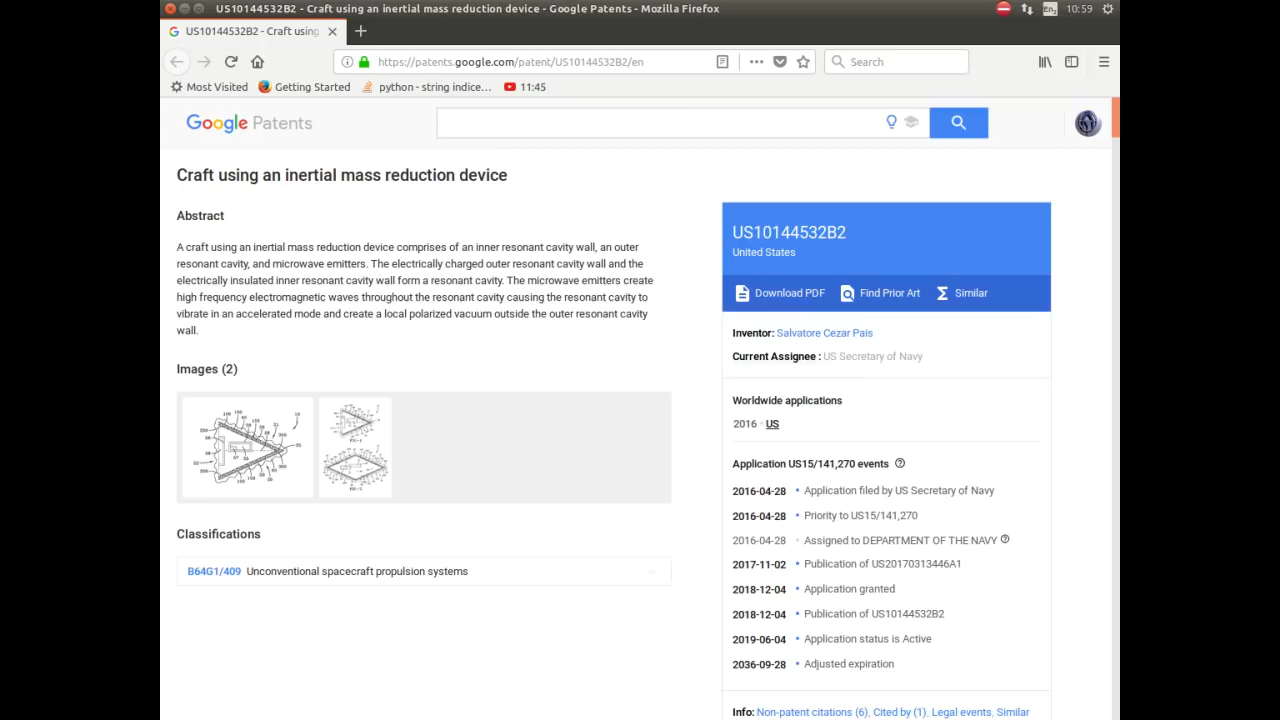 US10144532B2 - Craft using an inertial mass reduction device - Google Patents - Mozilla Firefox
En₂ 10:59
US10144532B2 - Craft using
https://patents.google.com/patent/US10144532B2/en
Search
Most Visited Getting Started python - string indice... 11:45
Google Patents
Craft using an inertial mass reduction device
Abstract
A craft using an inertial mass reduction device comprises of an inner resonant cavity wall, an outer
resonant cavity, and microwave emitters. The electrically charged outer resonant cavity wall and the
electrically insulated inner resonant cavity wall form a resonant cavity. The microwave emitters create
high frequency electromagnetic waves throughout the resonant cavity causing the resonant cavity to
vibrate in an accelerated mode and create a local polarized vacuum outside the outer resonant cavity
wall.
Images (2)
Classifications
B64G1/409 Unconventional spacecraft propulsion systems
US10144532B2
United States
Download PDF Find Prior Art Similar
Inventor: Salvatore Cezar Pais
Current Assignee : US Secretary of Navy
Worldwide applications
2016 · US
Application US15/141,270 events
2016-04-28 • Application filed by US Secretary of Navy
2016-04-28 • Priority to US15/141,270
2016-04-28 • Assigned to DEPARTMENT OF THE NAVY
2017-11-02 • Publication of US20170313446A1
2018-12-04 • Application granted
2018-12-04 • Publication of US10144532B2
2019-06-04 • Application status is Active
2036-09-28 • Adjusted expiration
Info: Non-patent citations (6), Cited by (1), Legal events, Similar